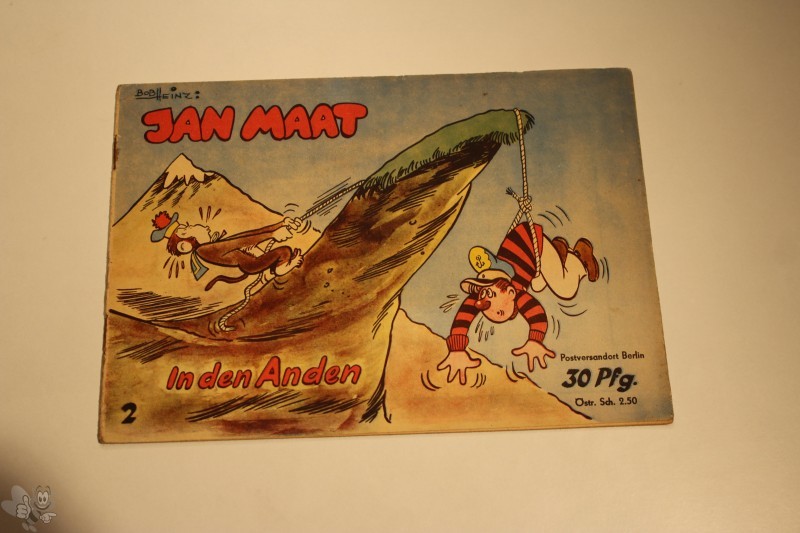 BOB HEINZ:
JAN MAAT
In den Anden
2
Postversandort Berlin
30 Pfg.
Östr. Sch. 2.50